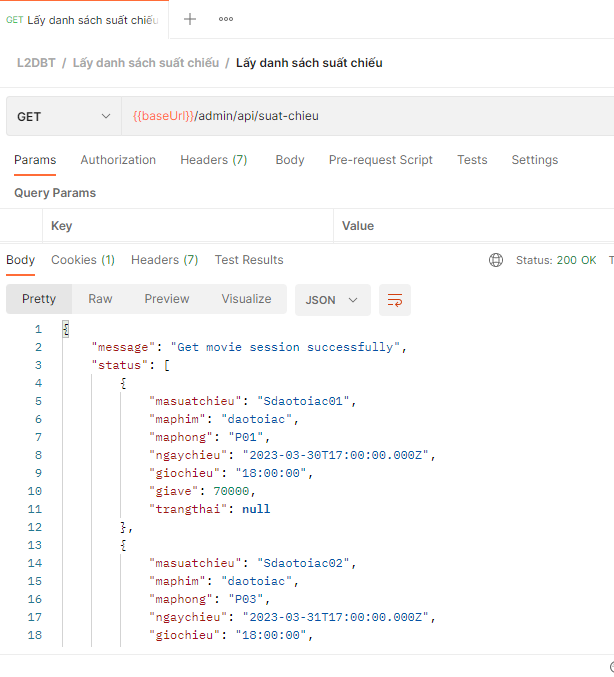 GET Lấy danh sách suất chiếu
L2DBT / Lấy danh sách suất chiếu / Lấy danh sách suất chiếu
GET {{baseUrl}}/admin/api/suat-chieu
Params Authorization Headers (7) Body Pre-request Script Tests Settings
Query Params
Key Value
Body Cookies (1) Headers (7) Test Results Status: 200 OK T
Pretty Raw Preview Visualize JSON
1 {
2 "message": "Get movie session successfully",
3 "status": [
4 {
5 "masuatchieu": "Sdaotoiac01",
6 "maphim": "daotoiac",
7 "maphong": "P01",
8 "ngaychieu": "2023-03-30T17:00:00.000Z",
9 "giochieu": "18:00:00",
10 "giave": 70000,
11 "trangthai": null
12 },
13 {
14 "masuatchieu": "Sdaotoiac02",
15 "maphim": "daotoiac",
16 "maphong": "P03",
17 "ngaychieu": "2023-03-31T17:00:00.000Z",
18 "giochieu": "18:00:00",